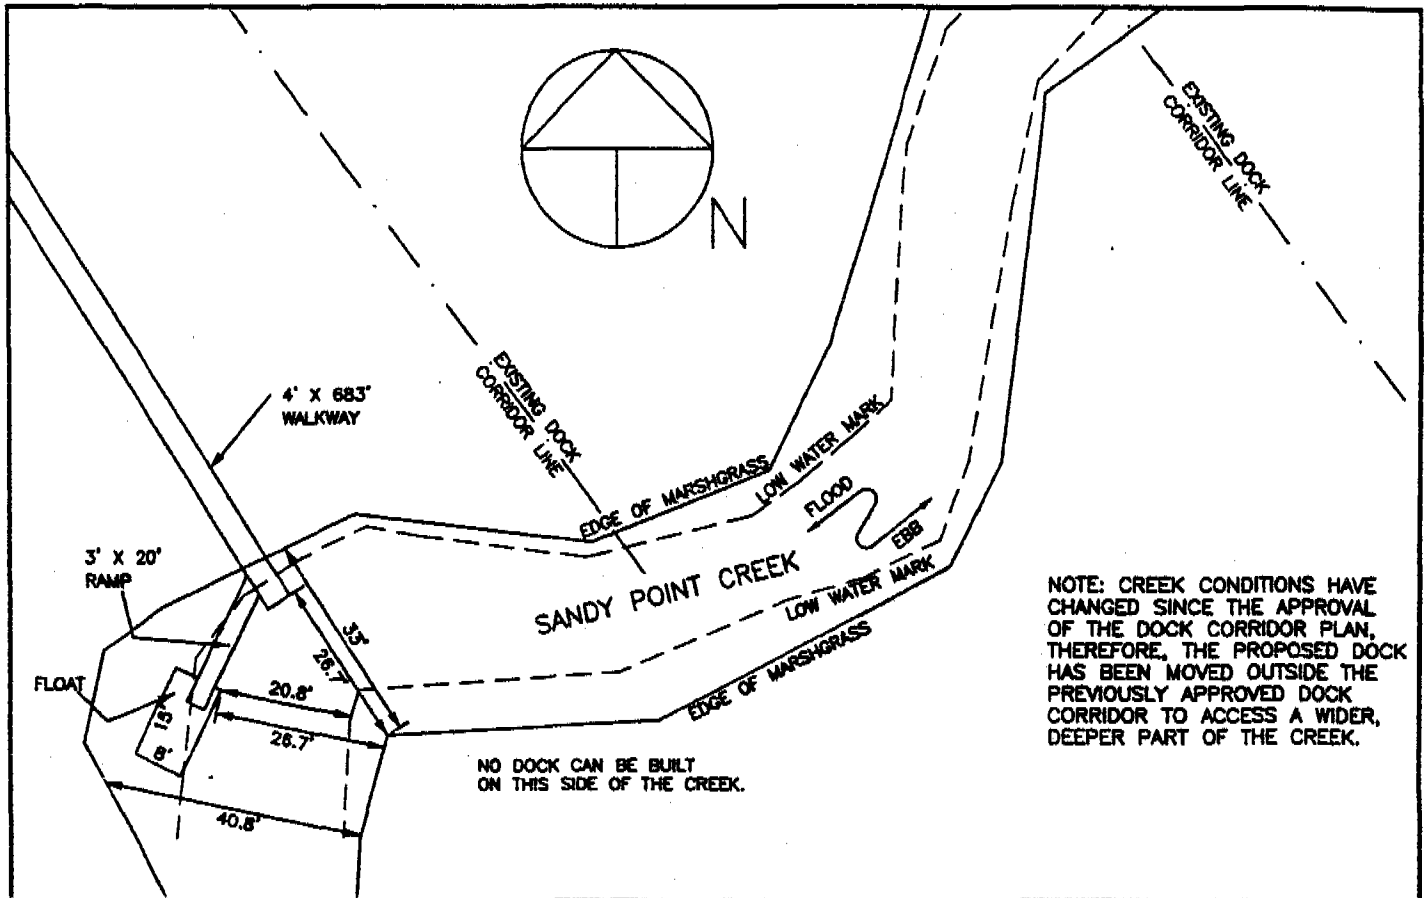 N
EXISTING DOCK
CORRIDOR LINE
4' X 683'
WALKWAY
EXISTING DOCK
CORRIDOR LINE
EDGE OF MARSHGRASS
LOW WATER MARK
FLOOD
EBB
3' X 20'
RAMP
SANDY POINT CREEK
LOW WATER MARK
EDGE OF MARSHGRASS
33'
26.7'
FLOAT
20.8'
26.7'
8'
40.8'
NO DOCK CAN BE BUILT
ON THIS SIDE OF THE CREEK.
NOTE: CREEK CONDITIONS HAVE
CHANGED SINCE THE APPROVAL
OF THE DOCK CORRIDOR PLAN,
THEREFORE, THE PROPOSED DOCK
HAS BEEN MOVED OUTSIDE THE
PREVIOUSLY APPROVED DOCK
CORRIDOR TO ACCESS A WIDER,
DEEPER PART OF THE CREEK.